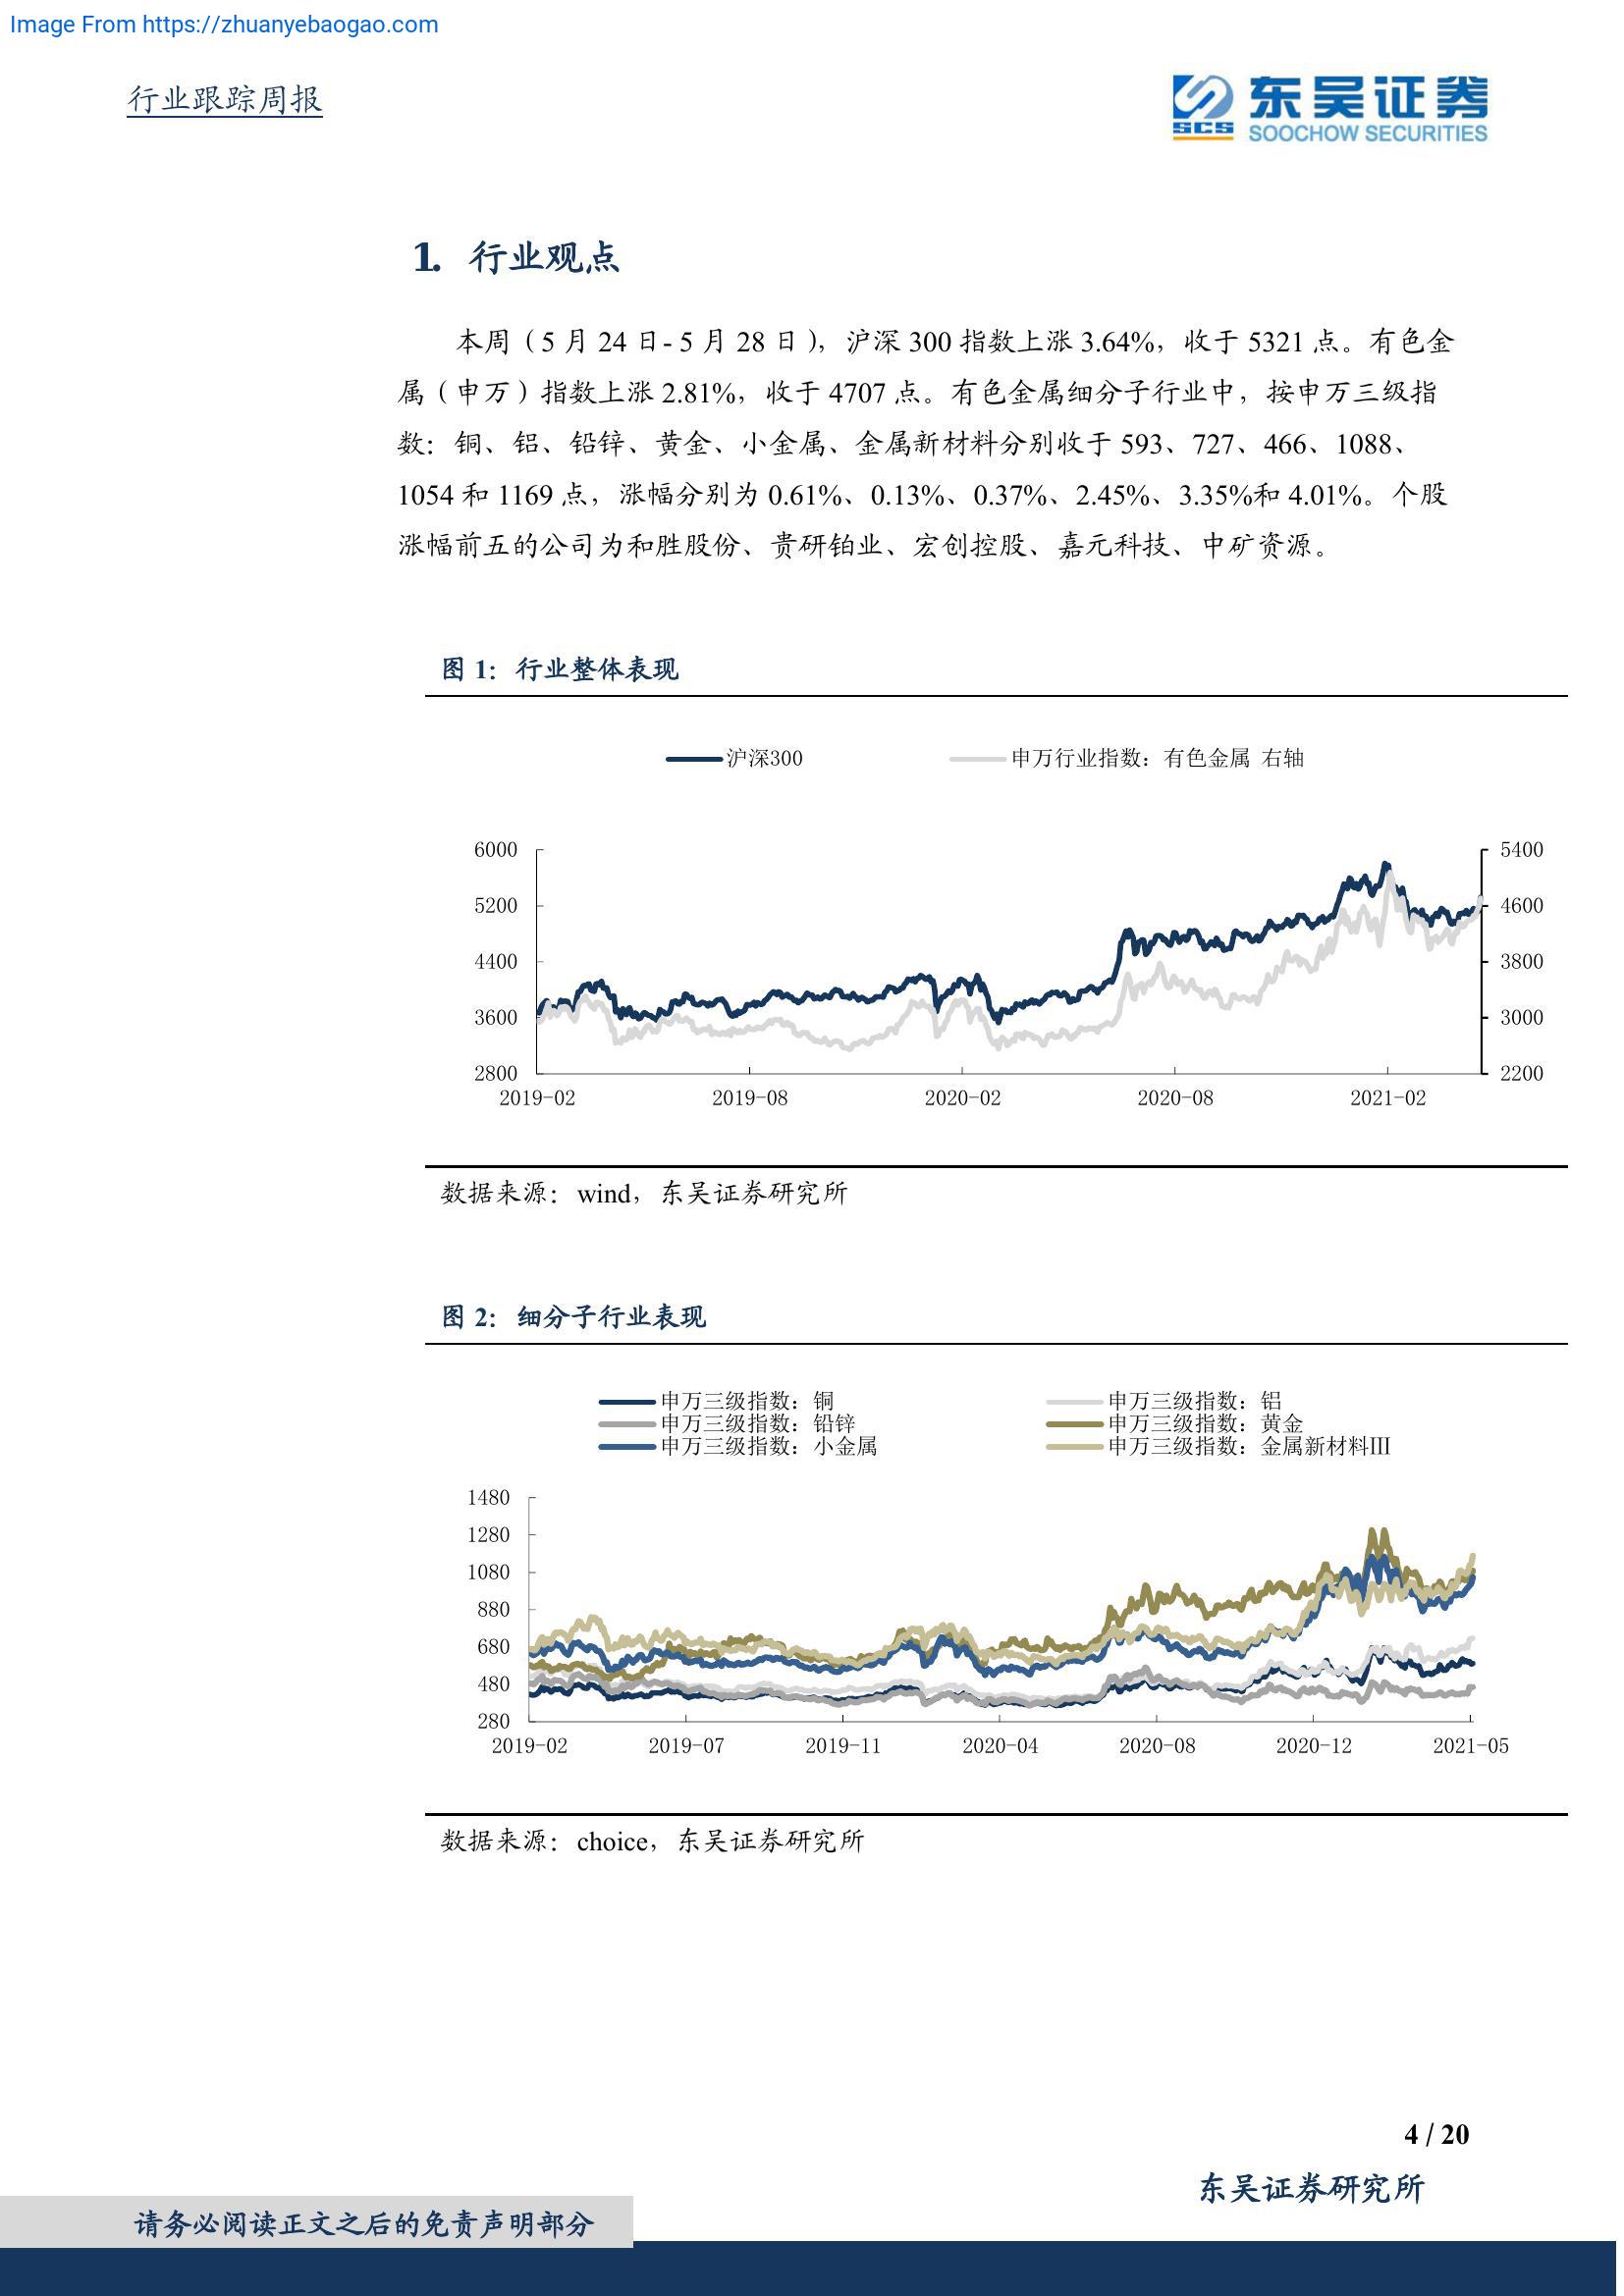 Image From https://zhuanyebaogao.com
行业跟踪周报
SCS
东吴证券
SOOCHOW SECURITIES
1. 行业观点
本周（5 月 24 日- 5 月 28 日），沪深 300 指数上涨 3.64%，收于 5321 点。有色金
属（申万）指数上涨 2.81%，收于 4707 点。有色金属细分子行业中，按申万三级指
数：铜、铝、铅锌、黄金、小金属、金属新材料分别收于 593、727、466、1088、
1054 和 1169 点，涨幅分别为 0.61%、0.13%、0.37%、2.45%、3.35%和 4.01%。个股
涨幅前五的公司为和胜股份、贵研铂业、宏创控股、嘉元科技、中矿资源。
图 1：行业整体表现
沪深300 申万行业指数：有色金属 右轴
6000 5400
5200 4600
4400 3800
3600 3000
2800 2200
2019-02 2019-08 2020-02 2020-08 2021-02
数据来源：wind，东吴证券研究所
图 2：细分子行业表现
申万三级指数：铜 申万三级指数：铝
申万三级指数：铅锌 申万三级指数：黄金
申万三级指数：小金属 申万三级指数：金属新材料Ⅲ
1480
1280
1080
880
680
480
280
2019-02 2019-07 2019-11 2020-04 2020-08 2020-12 2021-05
数据来源：choice，东吴证券研究所
4 / 20
东吴证券研究所
请务必阅读正文之后的免责声明部分